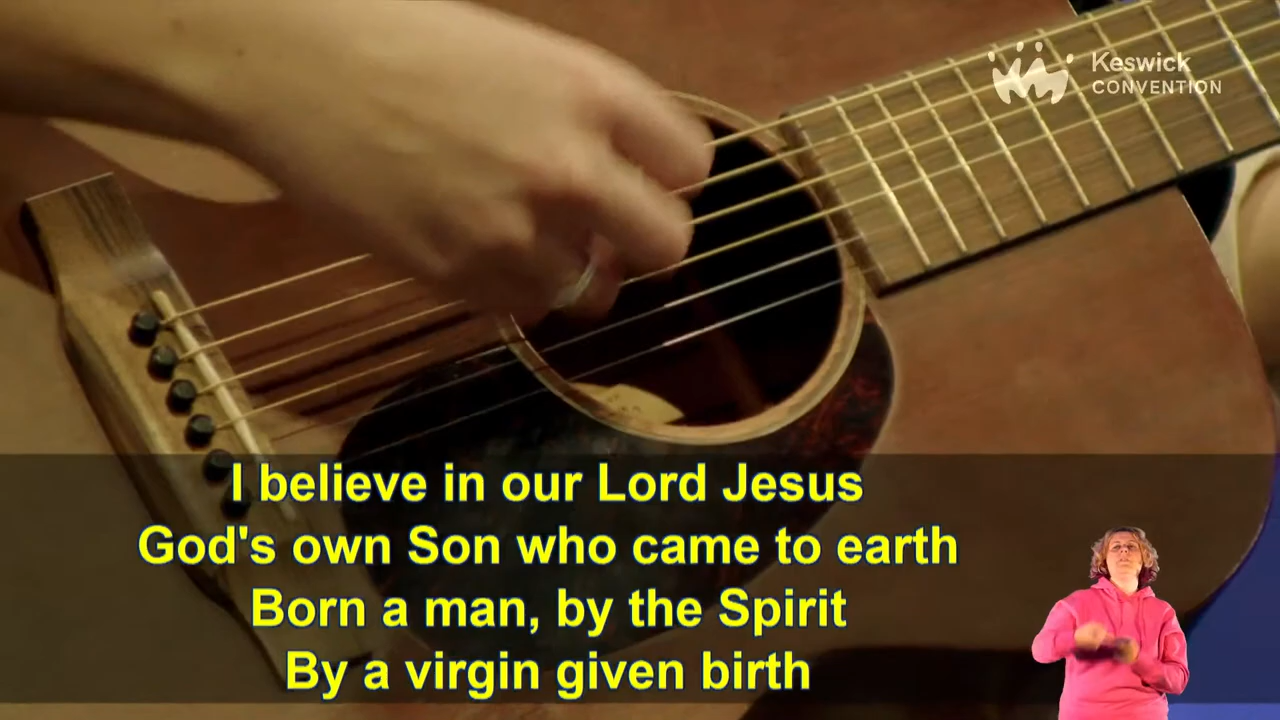 Keswick
CONVENTION
I believe in our Lord Jesus
God's own Son who came to earth
Born a man, by the Spirit
By a virgin given birth